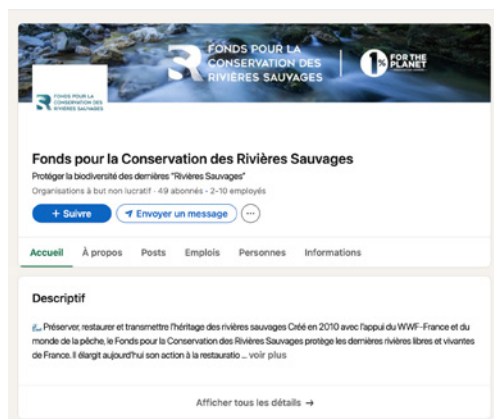 FONDS POUR LA
CONSERVATION DES
RIVIÈRES SAUVAGES
1% FOR THE
PLANET
FONDS POUR LA
CONSERVATION DES
RIVIÈRES SAUVAGES
Fonds pour la Conservation des Rivières Sauvages
Protéger la biodiversité des dernières "Rivières Sauvages"
Organisations à but non lucratif · 49 abonnés · 2-10 employés
+ Suivre
Envoyer un message
Accueil À propos Posts Emplois Personnes Informations
Descriptif
Préserver, restaurer et transmettre l'héritage des rivières sauvages Créé en 2010 avec l'appui du WWF-France et du
monde de la pêche, le Fonds pour la Conservation des Rivières Sauvages protège les dernières rivières libres et vivantes
de France. Il élargit aujourd'hui son action à la restauratio ... voir plus
Afficher tous les détails →